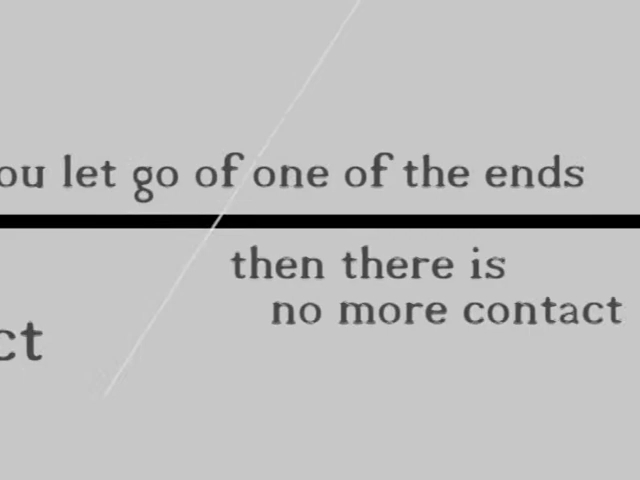 ou let go of one of the ends
then there is
no more contact
ct